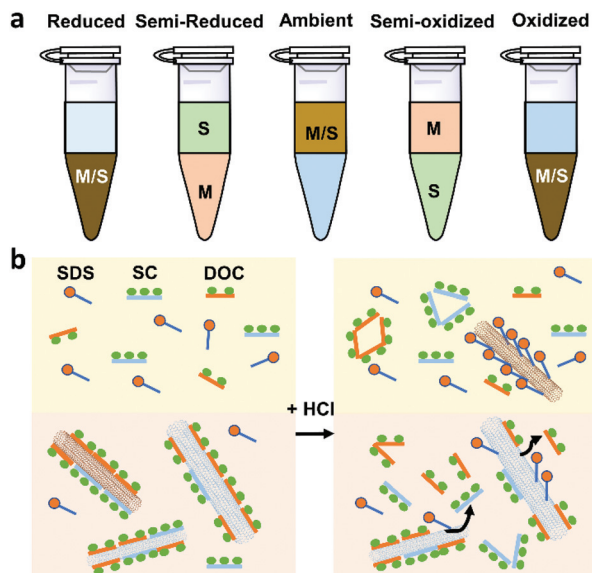 a
Reduced Semi-Reduced Ambient Semi-oxidized Oxidized
M/S S M/S M M/S
M S
b
SDS SC DOC
+ HCl